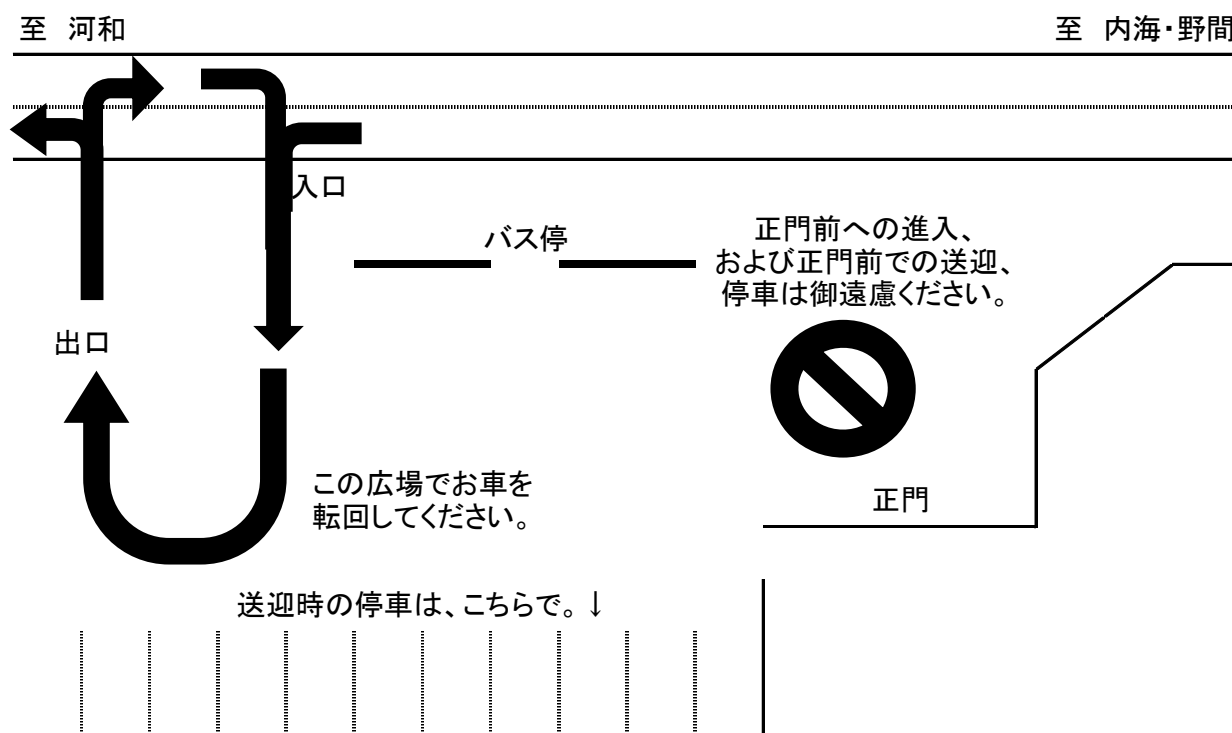 至　河和
至　内海・野間
入口
バス停
正門前への進入、
および正門前での送迎、
停車は御遠慮ください。
出口
この広場でお車を
転回してください。
正門
送迎時の停車は、こちらで。↓